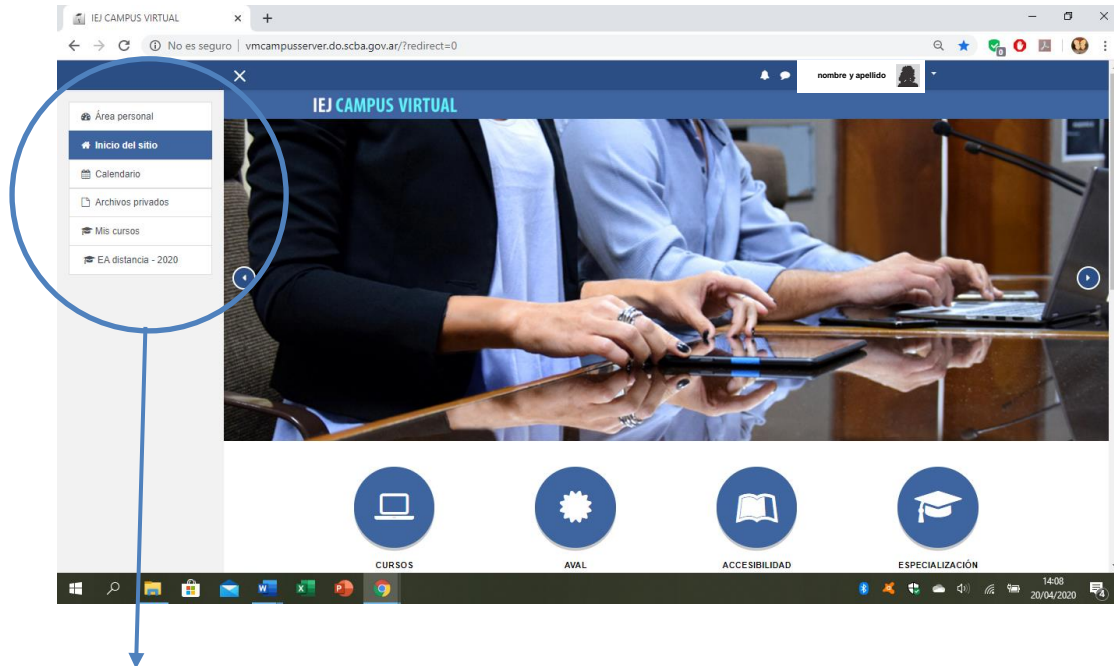 IEJ CAMPUS VIRTUAL
No es seguro | vmcampusserver.do.scba.gov.ar/?redirect=0
nombre y apellido
IEJ CAMPUS VIRTUAL
Área personal
Inicio del sitio
Calendario
Archivos privados
Mis cursos
EA distancia - 2020
CURSOS
AVAL
ACCESIBILIDAD
ESPECIALIZACIÓN
14:08
20/04/2020